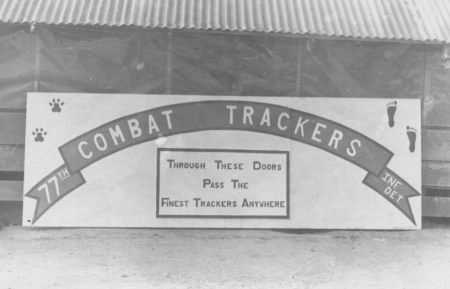 COMBAT TRACKERS
77TH
INF
DET
THROUGH THESE DOORS
PASS THE
FINEST TRACKERS ANYWHERE